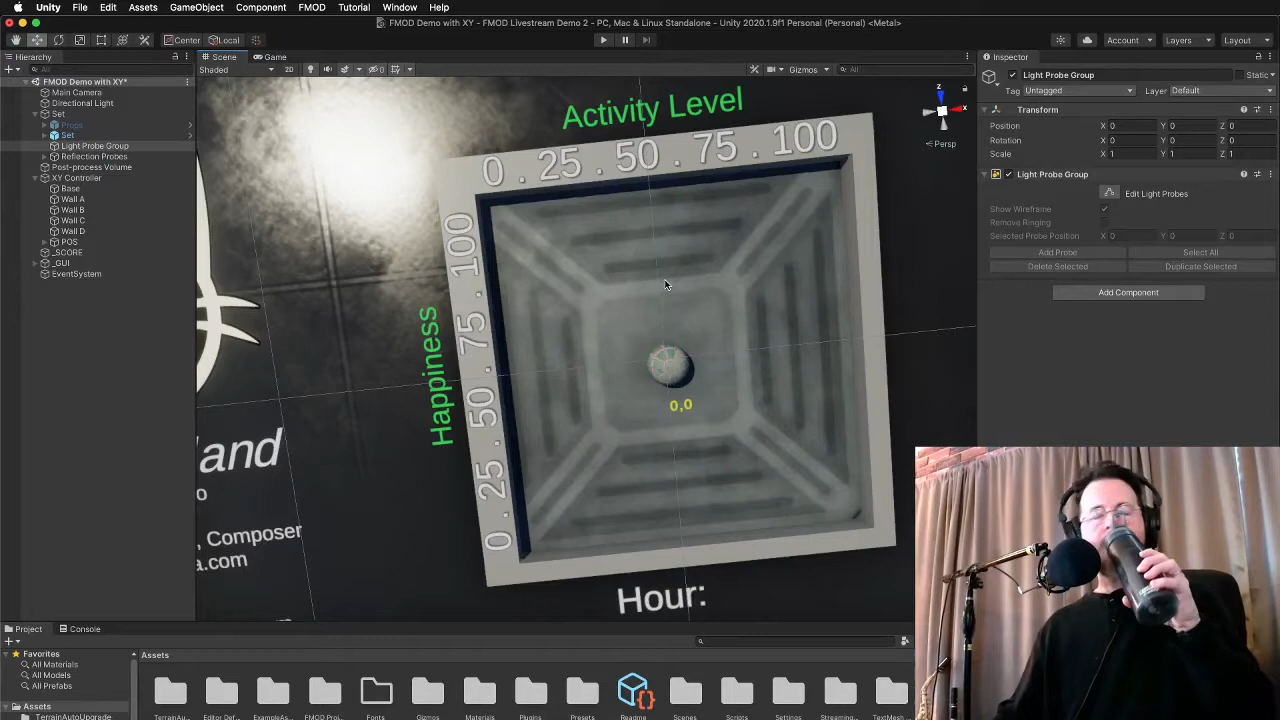 Unity File Edit Assets GameObject Component FMOD Tutorial Window Help
FMOD Demo with XY - FMOD Livestream Demo 2 - PC, Mac & Linux Standalone - Unity 2020.1.9f1 Personal (Personal) <Metal>
Center Local Account Layers Layout
Hierarchy
All
FMOD Demo with XY*
Main Camera
Directional Light
Set
Props
Set
Light Probe Group
Reflection Probes
Post-process Volume
XY Controller
Base
Wall A
Wall B
Wall C
Wall D
POS
_SCORE
_GUI
EventSystem
Scene Game
Shaded 2D 0 Gizmos All
Activity Level
0 . 25 . 50 . 75 . 100
Happiness
0 . 25 . 50 . 75 . 100
0,0
Hour:
and
o
, Composer
a.com
z
x
Persp
Inspector
Light Probe Group Static
Tag Untagged Layer Default
Transform
Position X 0 Y 0 Z 0
Rotation X 0 Y 0 Z 0
Scale X 1 Y 1 Z 1
Light Probe Group
Edit Light Probes
Show Wireframe
Remove Ringing
Selected Probe Position X 0 Y 0 Z 0
Add Probe Select All
Delete Selected Duplicate Selected
Add Component
Project Console
Favorites
All Materials
All Models
All Prefabs
Assets
TerrainAutoUpgrade
Assets
TerrainAu... Editor Def... ExampleAs... FMOD Proj... Fonts Gizmos Materials Plugins Presets Readme Scenes Scripts Settings Streaming... TextMesh ...